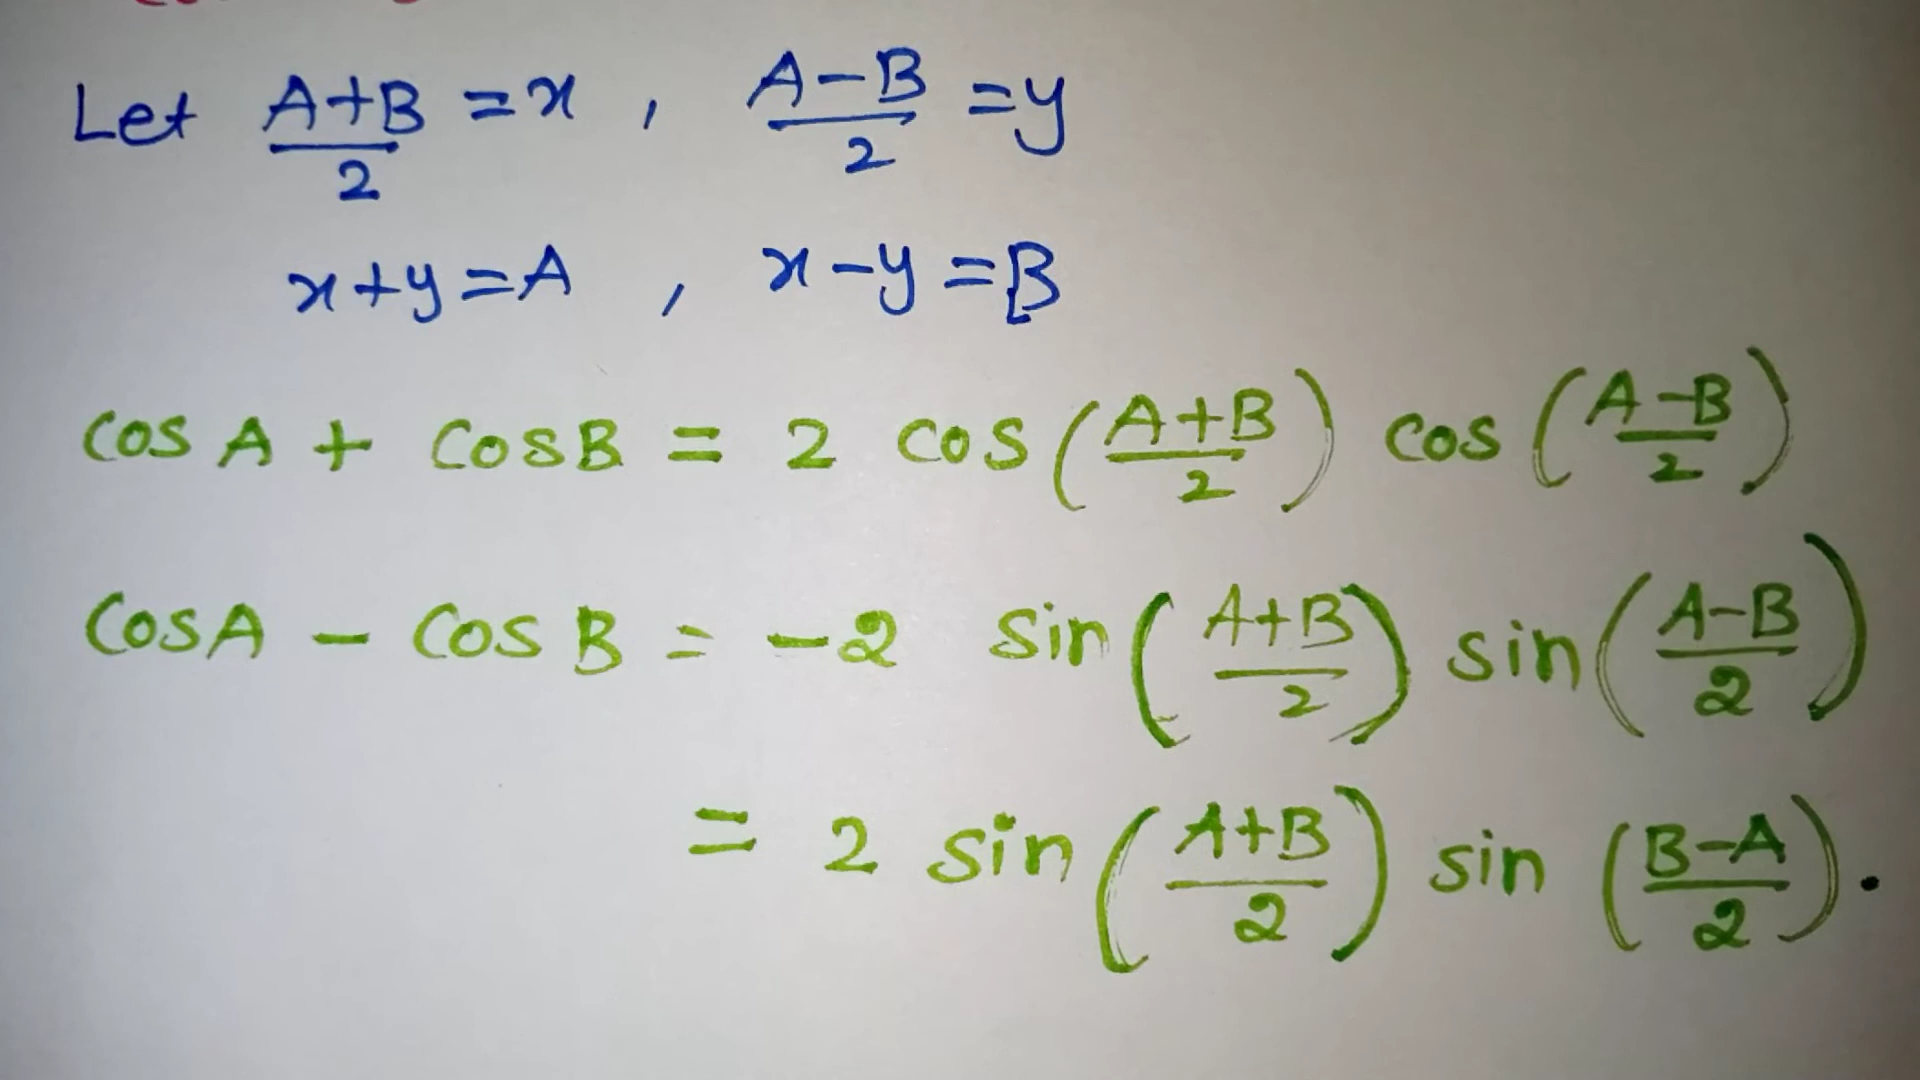 Let A+B/2 = x , A-B/2 = y
x+y=A , x-y=B
cos A + cos B = 2 cos (A+B/2) cos (A-B/2)
cos A - cos B = -2 sin (A+B/2) sin (A-B/2)
= 2 sin (A+B/2) sin (B-A/2).